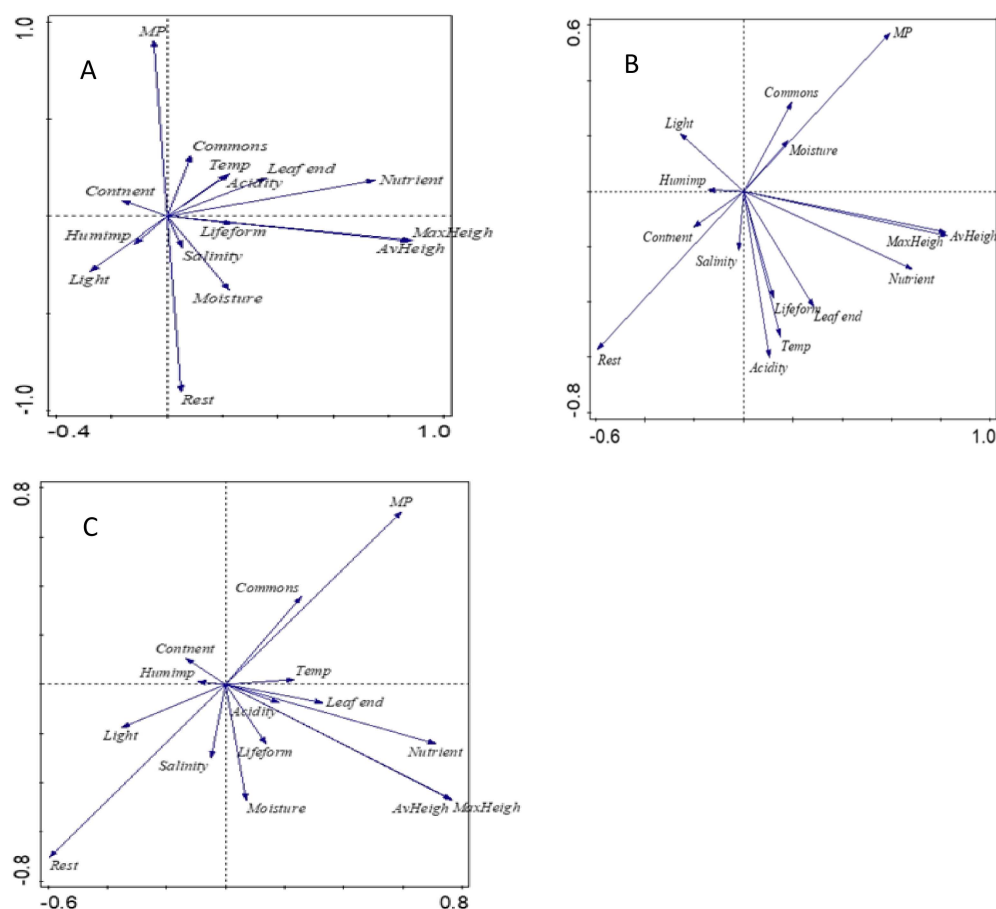 1.0
MP
A
Commons
Temp
Leaf end
Acidity
Nutrient
Contnent
Humimp
Lifeform
MaxHeigh
AvHeigh
Salinity
Light
Moisture
Rest
-1.0
-0.4
1.0
0.6
MP
B
Commons
Light
Moisture
Humimp
Contnent
AvHeigh
MaxHeigh
Salinity
Nutrient
Lifeform
Leaf end
Temp
Rest
Acidity
-0.8
-0.6
1.0
0.8
MP
C
Commons
Contnent
Humimp
Temp
Leaf end
Acidity
Light
Lifeform
Nutrient
Salinity
Moisture
AvHeigh MaxHeigh
Rest
-0.8
-0.6
0.8